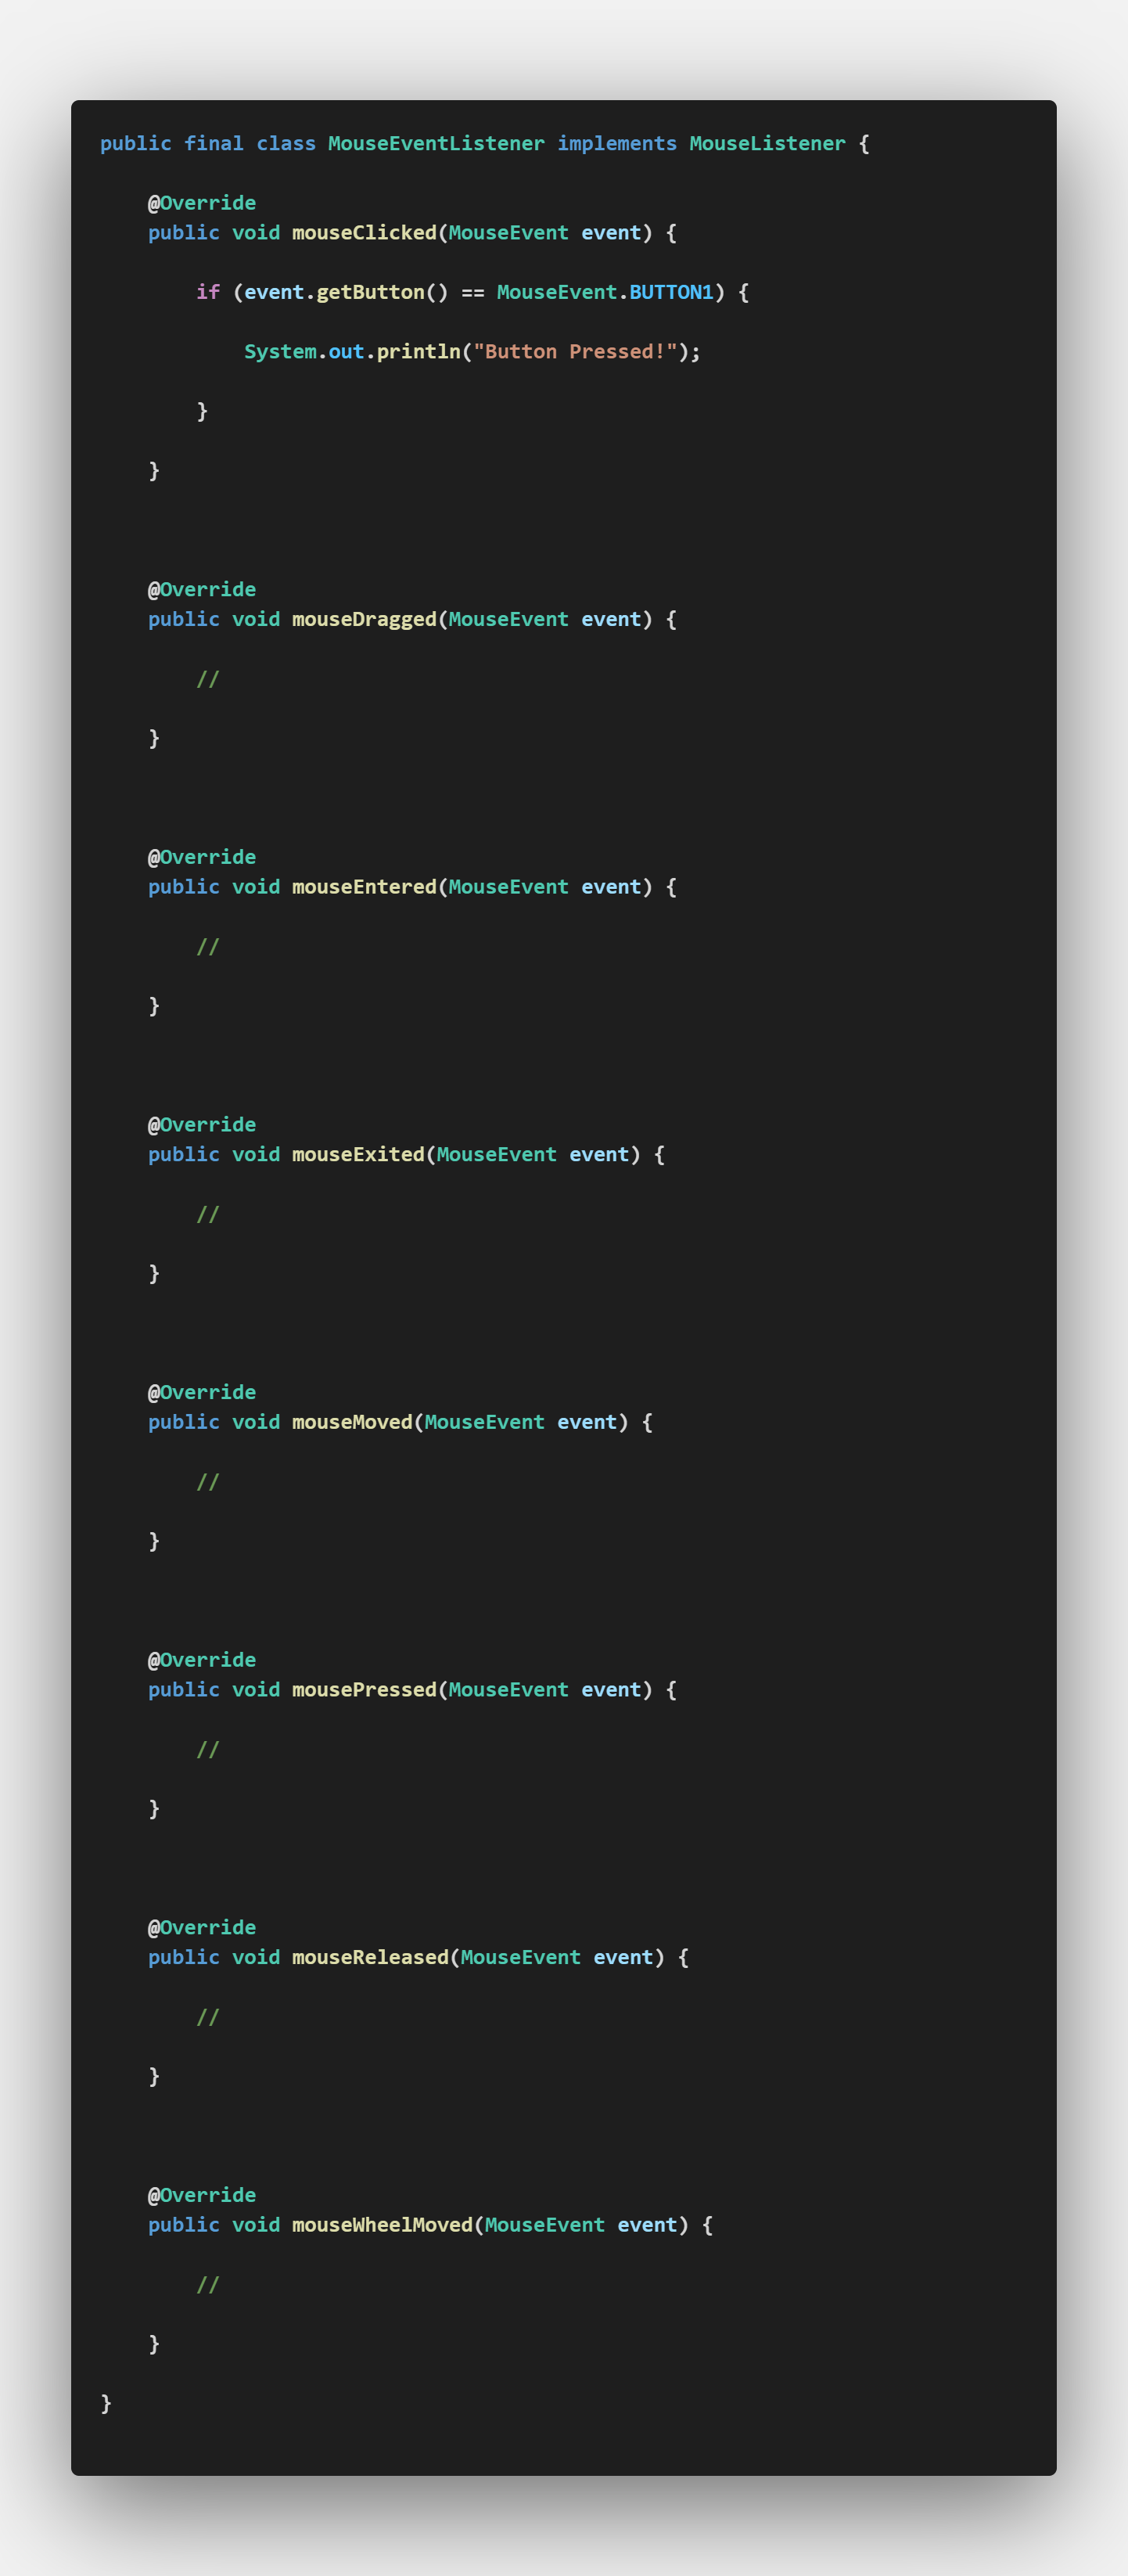 public final class MouseEventListener implements MouseListener {
@Override
public void mouseClicked(MouseEvent event) {
if (event.getButton() == MouseEvent.BUTTON1) {
System.out.println("Button Pressed!");
}
}
@Override
public void mouseDragged(MouseEvent event) {
//
}
@Override
public void mouseEntered(MouseEvent event) {
//
}
@Override
public void mouseExited(MouseEvent event) {
//
}
@Override
public void mouseMoved(MouseEvent event) {
//
}
@Override
public void mousePressed(MouseEvent event) {
//
}
@Override
public void mouseReleased(MouseEvent event) {
//
}
@Override
public void mouseWheelMoved(MouseEvent event) {
//
}
}